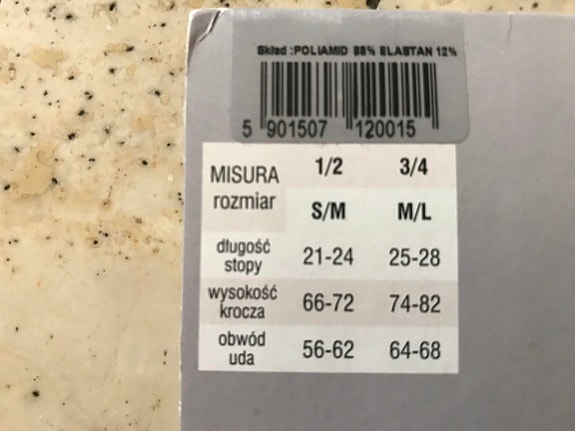 Skład :POLIAMID 88% ELASTAN 12%
5 901507 120015
MISURA 1/2 3/4
rozmiar S/M M/L
długość stopy 21-24 25-28
wysokość krocza 66-72 74-82
obwód uda 56-62 64-68